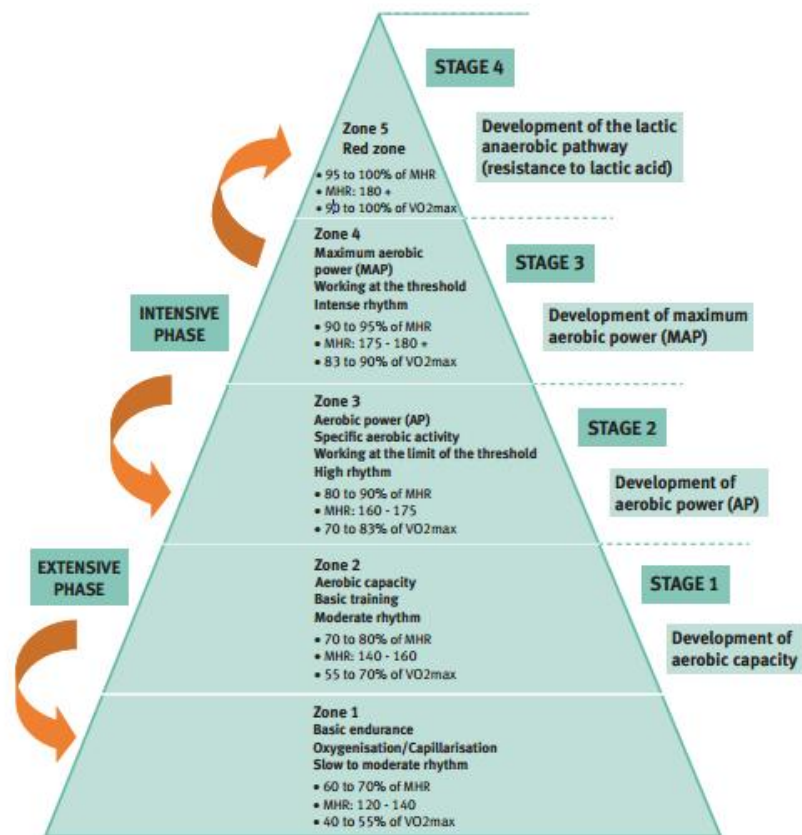 STAGE 4
Development of the lactic
anaerobic pathway
(resistance to lactic acid)
Zone 5
Red zone
• 95 to 100% of MHR
• MHR: 180 +
• 90 to 100% of VO2max
STAGE 3
Development of maximum
aerobic power (MAP)
Zone 4
Maximum aerobic
power (MAP)
Working at the threshold
Intense rhythm
• 90 to 95% of MHR
• MHR: 175 - 180 +
• 83 to 90% of VO2max
INTENSIVE
PHASE
STAGE 2
Development of
aerobic power (AP)
Zone 3
Aerobic power (AP)
Specific aerobic activity
Working at the limit of the threshold
High rhythm
• 80 to 90% of MHR
• MHR: 160 - 175
• 70 to 83% of VO2max
EXTENSIVE
PHASE
STAGE 1
Development of
aerobic capacity
Zone 2
Aerobic capacity
Basic training
Moderate rhythm
• 70 to 80% of MHR
• MHR: 140 - 160
• 55 to 70% of VO2max
Zone 1
Basic endurance
Oxygenisation/Capillarisation
Slow to moderate rhythm
• 60 to 70% of MHR
• MHR: 120 - 140
• 40 to 55% of VO2max